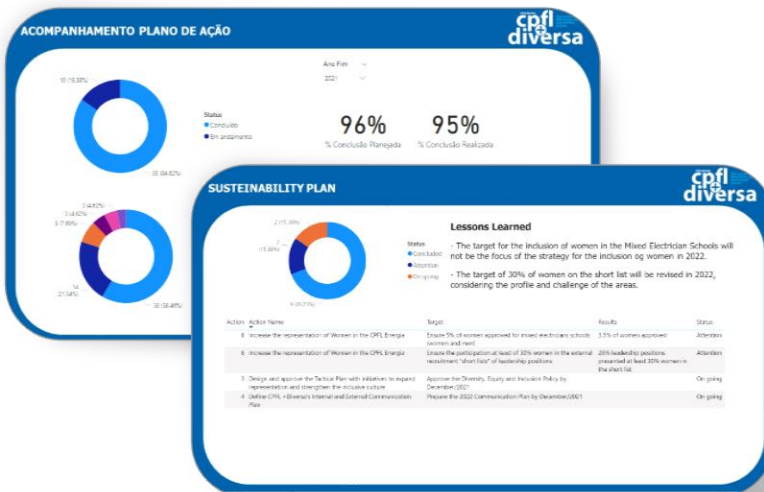 ACOMPANHAMENTO PLANO DE AÇÃO
cpfl
diversa
Ano Fim
2021
Status
Concluído
Em andamento
96%
% Conclusão Planejada
95%
% Conclusão Realizada
SUSTEINABILITY PLAN
cpfl
diversa
Status
Concluded
Attention
On going
Lessons Learned
- The target for the inclusion of women in the Mixed Electrician Schools will
not be the focus of the strategy for the inclusion og women in 2022.
- The target of 30% of women on the short list will be revised in 2022,
considering the profile and challenge of the areas.
Action Action Name Target Results Status
Increase the representation of Women in the CPFL Energia Ensure 5% of women approved for mixed electrician schools 3.5% of women approved Attention
(women and men)
Increase the representation of Women in the CPFL Energia Ensure the participation at least of 30% women in the external 26% leadership positions Attention
recruitment "short lists" of leadership positions presented at least 30% women in
the short list
3 Design and approve the Tactical Plan with initiatives to expand Approve the Diversity, Equity and Inclusion Policy by On going
representation and strengthen the inclusive culture December/2021
4 Define CPFL + Diversa's Internal and External Communication Prepare the 2022 Communication Plan by December/2021 On going
Plan